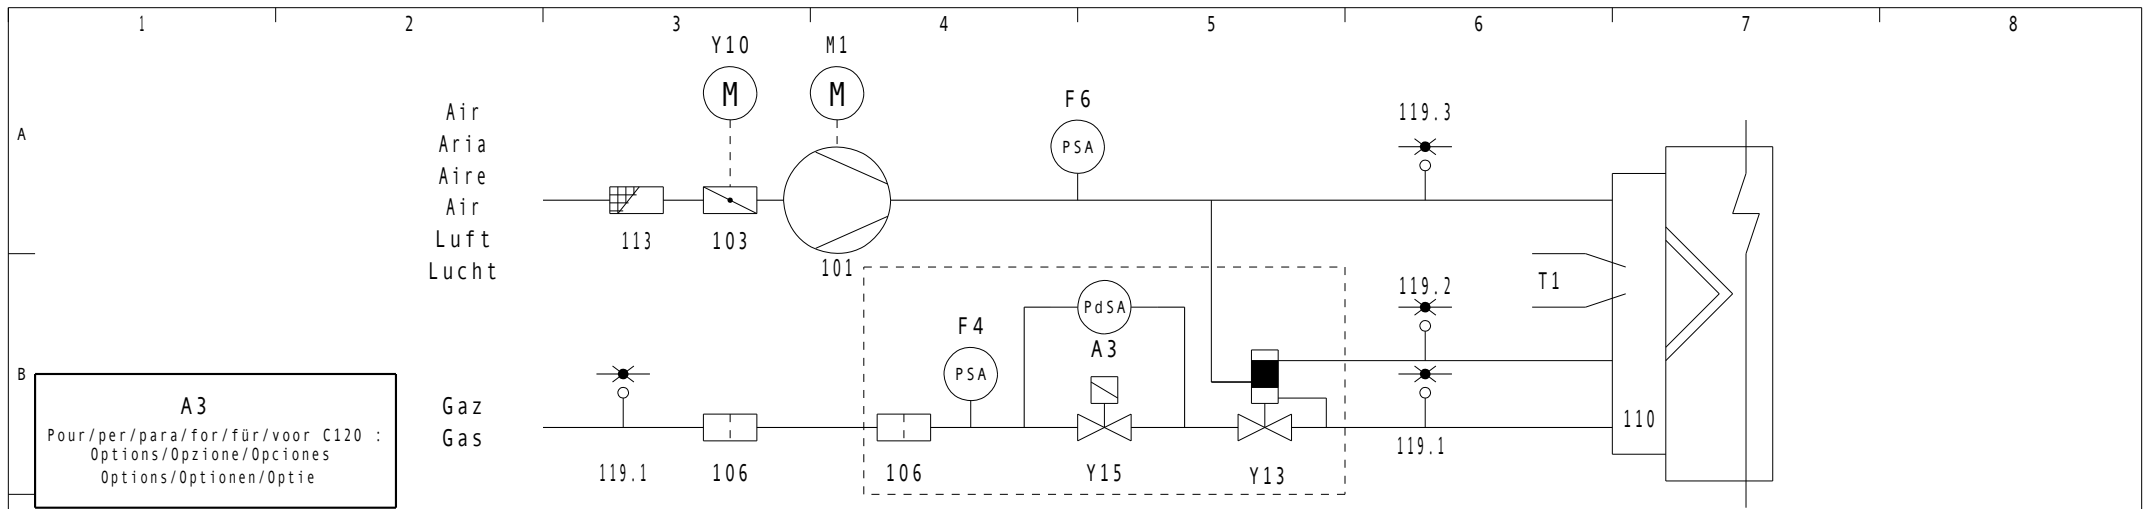 1 2 3 4 5 6 7 8
Y10 M1
M M
F6
PSA
119.3
A
Air
Aria
Aire
Air
Luft
Lucht
113 103 101
T1
119.2
PdSA
A3
F4
PSA
B
A3
Pour/per/para/for/für/voor C120 :
Options/Opzione/Opciones
Options/Optionen/Optie
Gaz
Gas
110
119.1
119.1 106 106 Y15 Y13